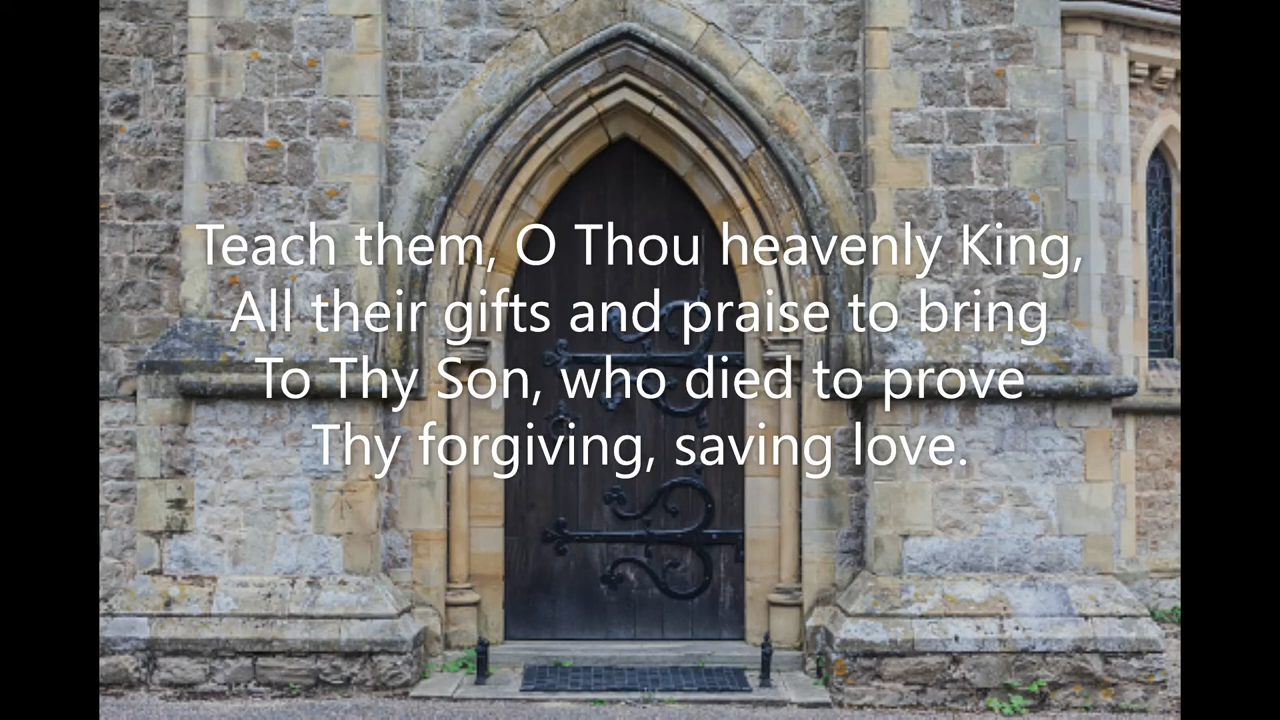 Teach them, O Thou heavenly King,
All their gifts and praise to bring
To Thy Son, who died to prove
Thy forgiving, saving love.